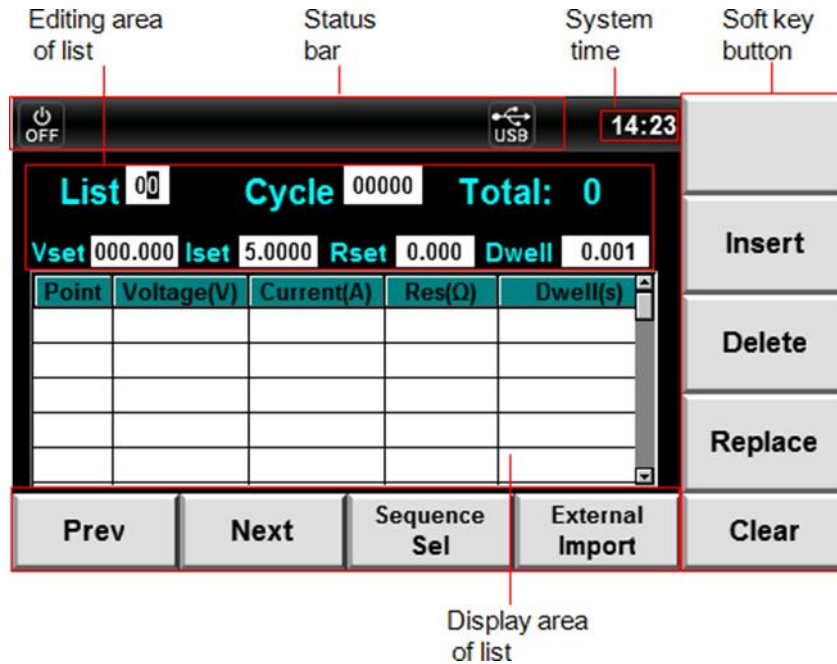 Editing area of list
Status bar
System time
Soft key button
OFF
USB
14:23
List 00 Cycle 00000 Total: 0
Vset 000.000 Iset 5.0000 Rset 0.000 Dwell 0.001
Point Voltage(V) Current(A) Res(Ω) Dwell(s)
Insert
Delete
Replace
Prev
Next
Sequence Sel
External Import
Clear
Display area of list